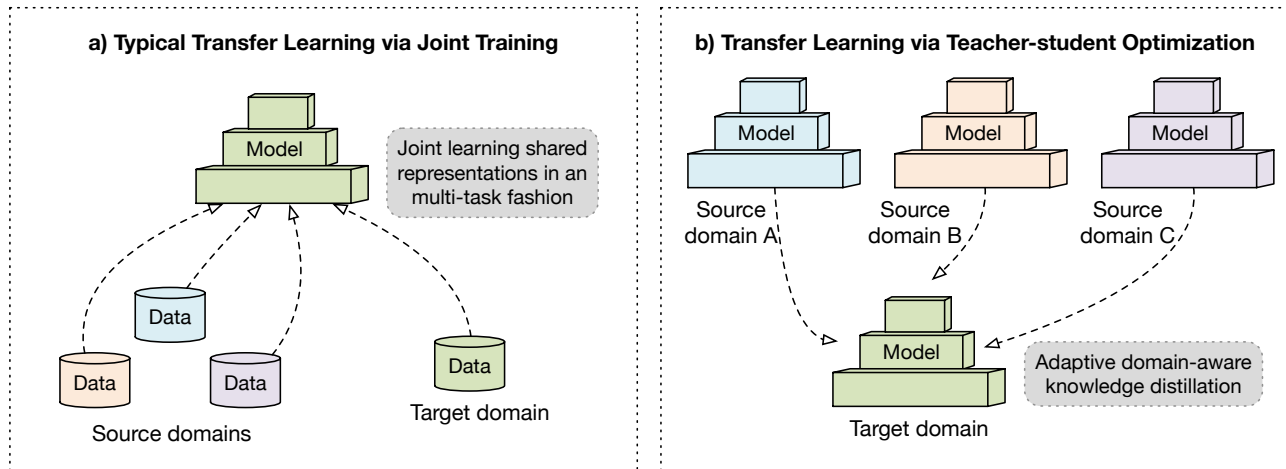 a) Typical Transfer Learning via Joint Training
Model
Joint learning shared
representations in an
multi-task fashion
Data
Data
Data
Data
Source domains
Target domain
b) Transfer Learning via Teacher-student Optimization
Model
Model
Model
Source
domain A
Source
domain B
Source
domain C
Model
Adaptive domain-aware
knowledge distillation
Target domain